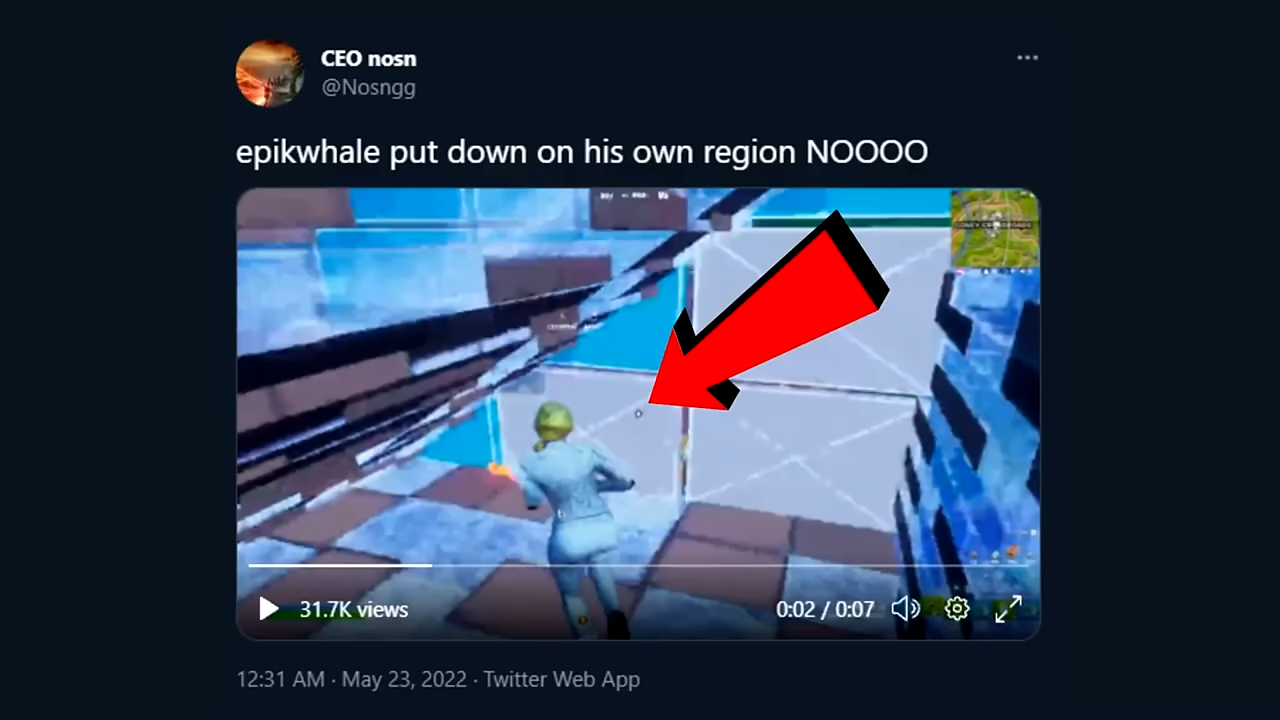 CEO nosn
@Nosngg
epikwhale put down on his own region NOOOO
31.7K views
0:02 / 0:07
12:31 AM · May 23, 2022 · Twitter Web App